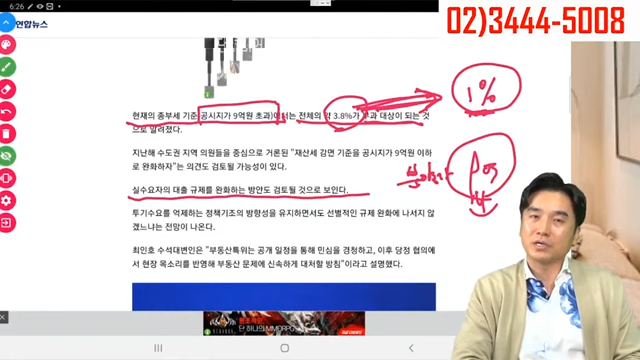 6:26
02)3444-5008
연합뉴스
현재의 종부세 기준 공시지가 9억원 초과)에서는 전체의 약 3.8%가 부과 대상이 되는 것
으로 알려졌다.
1%
지난해 수도권 지역 의원들을 중심으로 거론된 "재산세 감면 기준을 공시지가 9억원 이하
로 완화하자"는 의견도 검토될 가능성이 있다.
실수요자의 대출 규제를 완화하는 방안도 검토될 것으로 보인다.
투기수요를 억제하는 정책기조의 방향성을 유지하면서도 선별적인 규제 완화에 나서지 않
겠느냐는 전망이 나온다.
최인호 수석대변인은 "부동산특위는 공개 일정을 통해 민심을 경청하고, 이후 당정 협의에
서 현장 목소리를 반영해 부동산 문제에 신속하게 대처할 방침"이라고 설명했다.
단 하나의 MMORPG